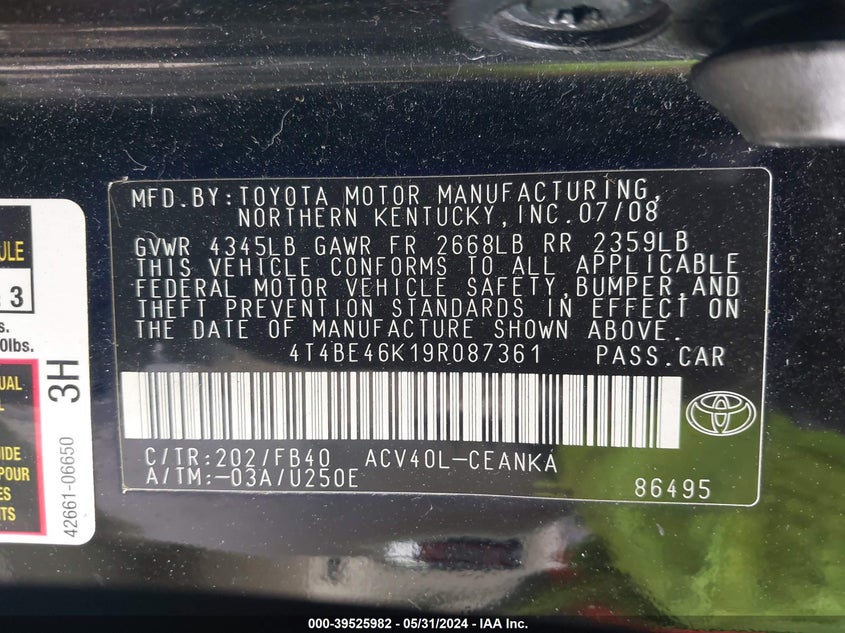 MFD.BY:TOYOTA MOTOR MANUFACTURING,
NORTHERN KENTUCKY,INC.07/08
GVWR 4345LB GAWR FR 2668LB RR 2359LB
THIS VEHICLE CONFORMS TO ALL APPLICABLE
FEDERAL MOTOR VEHICLE SAFETY,BUMPER,AND
THEFT PREVENTION STANDARDS IN EFFECT ON
THE DATE OF MANUFACTURE SHOWN ABOVE.
4T4BE46K19R087361 PASS.CAR
C/TR:202/FB40 ACV40L-CEANKA
A/TM:-03A/U250E
86495
3
s.
0lbs.
3H
42661-06650
POUR
000-39525982 - 05/31/2024 - IAA Inc.